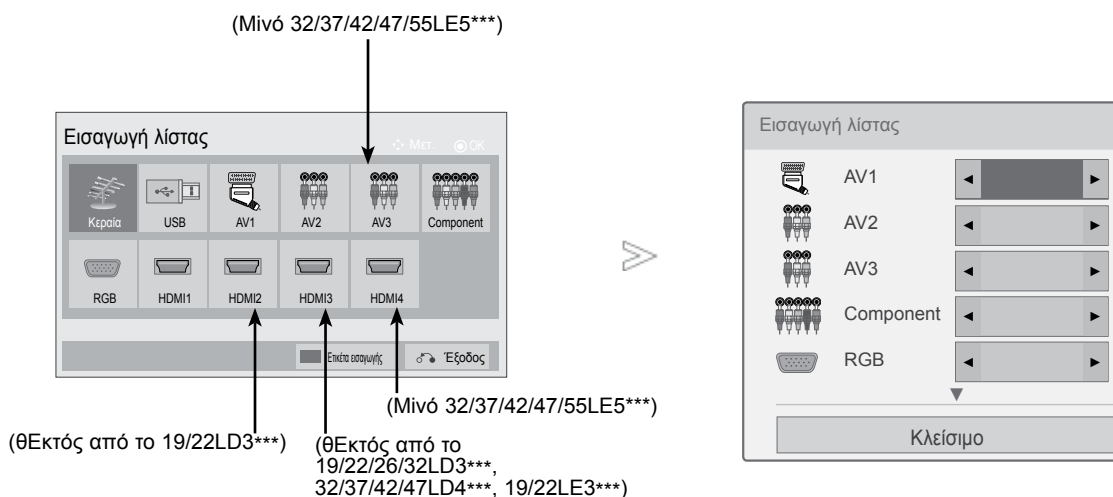 (Μινό 32/37/42/47/55LE5***)
Εισαγωγή λίστας
Μετ. OK
Κεραία USB AV1 AV2 AV3 Component
RGB HDMI1 HDMI2 HDMI3 HDMI4
Ετικέτα εισαγωγής Έξοδος
(Μινό 32/37/42/47/55LE5***)
(θΕκτός από το 19/22LD3***)
(θΕκτός από το
19/22/26/32LD3***,
32/37/42/47LD4***, 19/22LE3***)
Εισαγωγή λίστας
AV1
AV2
AV3
Component
RGB
Κλείσιμο